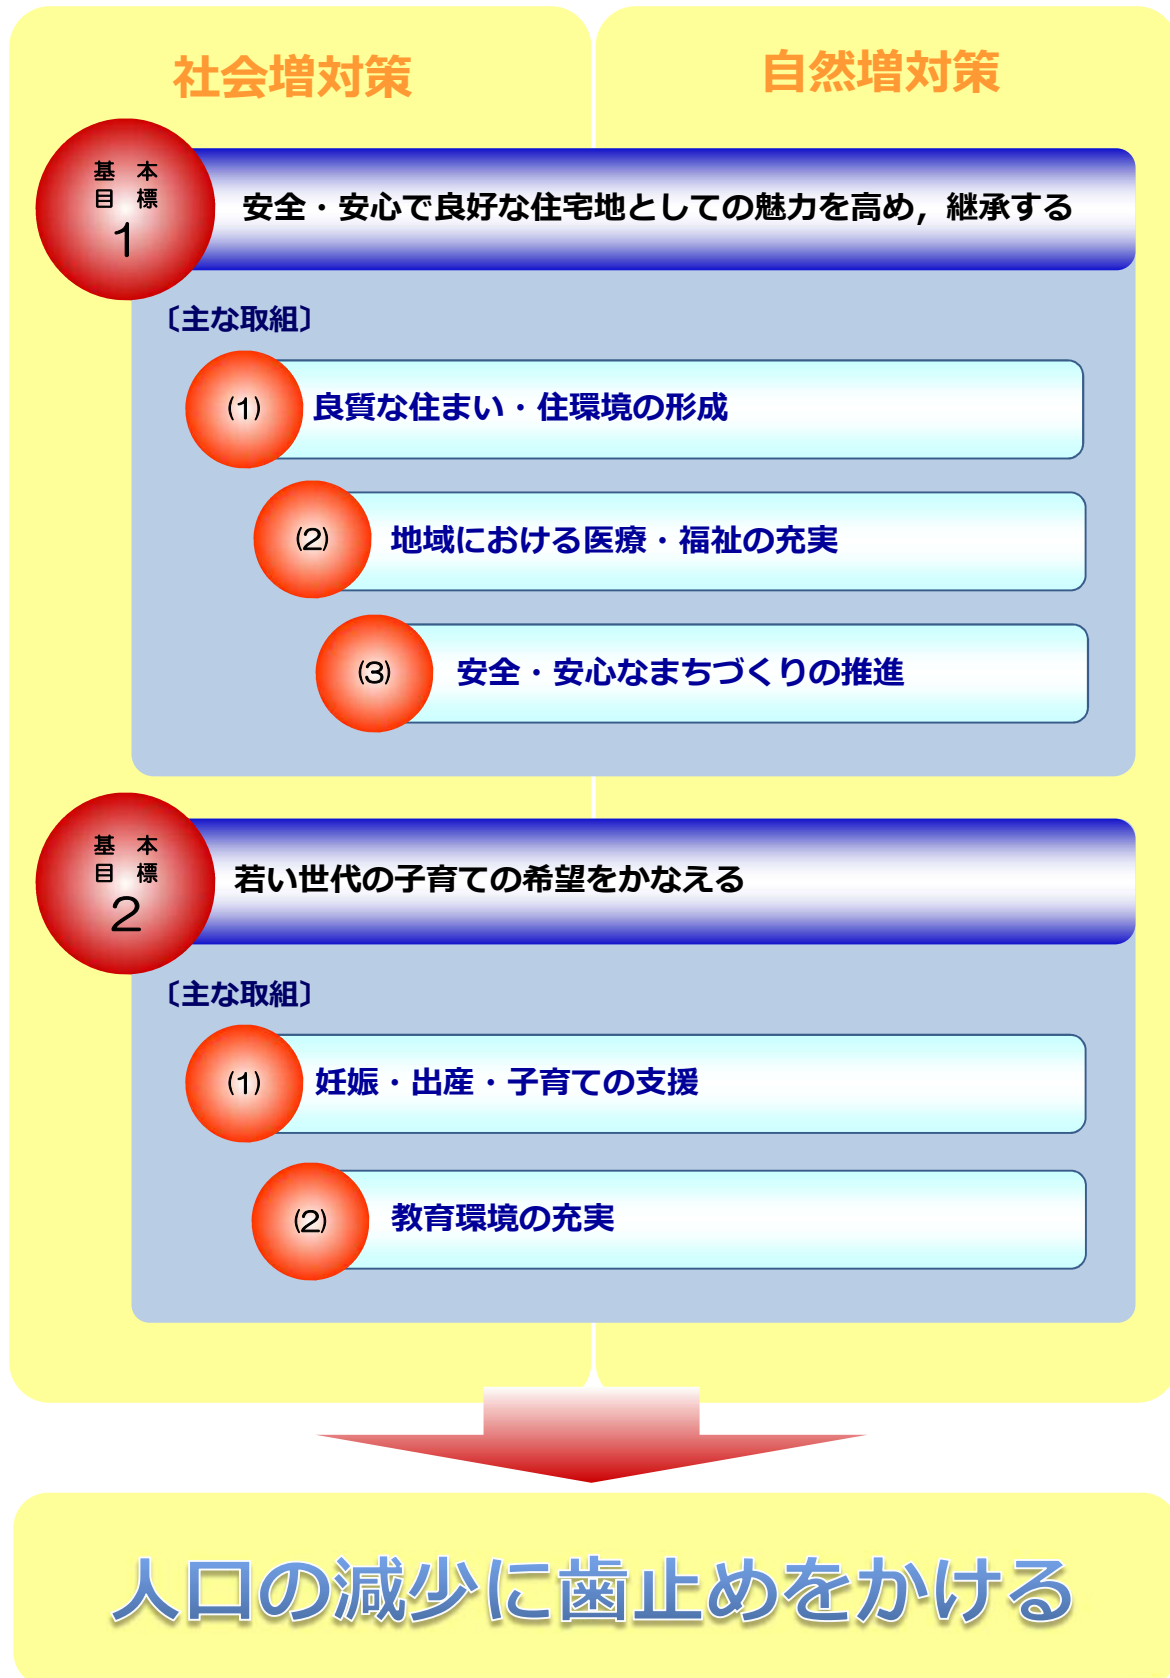 社会増対策
自然増対策
基 本
目 標
1
安全・安心で良好な住宅地としての魅力を高め，継承する
〔主な取組〕
(1)
良質な住まい・住環境の形成
(2)
地域における医療・福祉の充実
(3)
安全・安心なまちづくりの推進
基 本
目 標
2
若い世代の子育ての希望をかなえる
〔主な取組〕
(1)
妊娠・出産・子育ての支援
(2)
教育環境の充実
人口の減少に歯止めをかける